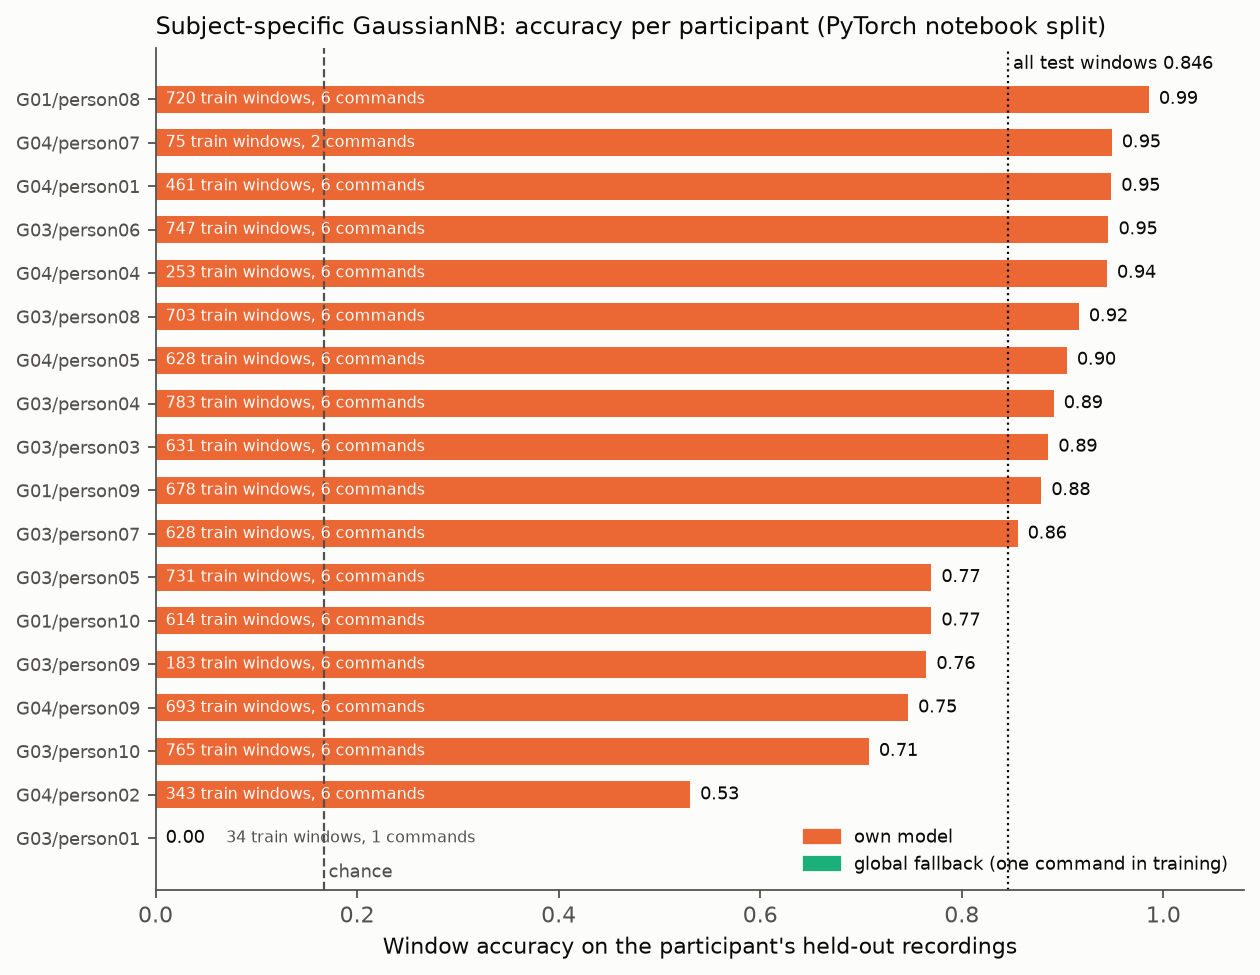 Subject-specific GaussianNB: accuracy per participant (PyTorch notebook split)
all test windows 0.846
G01/person08 720 train windows, 6 commands 0.99
G04/person07 75 train windows, 2 commands 0.95
G04/person01 461 train windows, 6 commands 0.95
G03/person06 747 train windows, 6 commands 0.95
G04/person04 253 train windows, 6 commands 0.94
G03/person08 703 train windows, 6 commands 0.92
G04/person05 628 train windows, 6 commands 0.90
G03/person04 783 train windows, 6 commands 0.89
G03/person03 631 train windows, 6 commands 0.89
G01/person09 678 train windows, 6 commands 0.88
G03/person07 628 train windows, 6 commands 0.86
G03/person05 731 train windows, 6 commands 0.77
G01/person10 614 train windows, 6 commands 0.77
G03/person09 183 train windows, 6 commands 0.76
G04/person09 693 train windows, 6 commands 0.75
G03/person10 765 train windows, 6 commands 0.71
G04/person02 343 train windows, 6 commands 0.53
G03/person01 0.00 34 train windows, 1 commands
own model
global fallback (one command in training)
chance
0.0 0.2 0.4 0.6 0.8 1.0
Window accuracy on the participant's held-out recordings